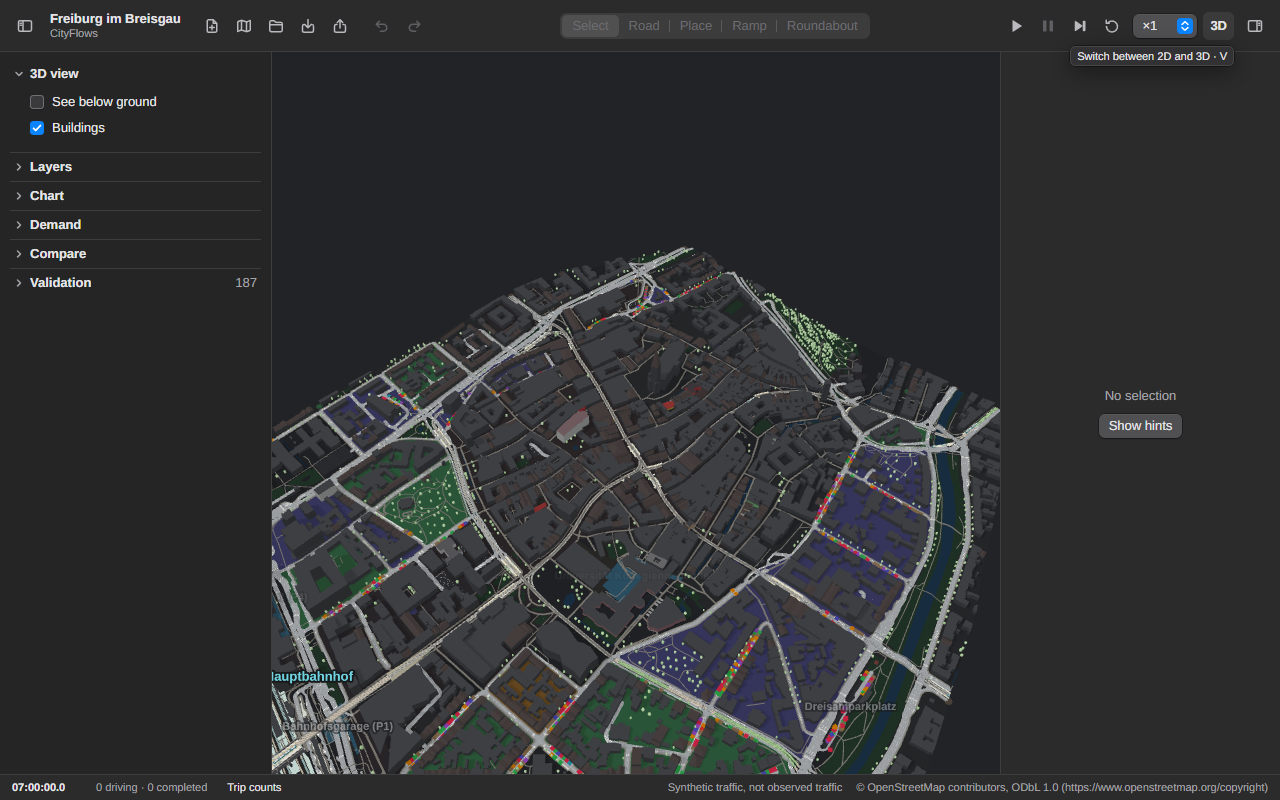 Freiburg im Breisgau
CityFlows
Select Road Place Ramp Roundabout
×1
3D
Switch between 2D and 3D · V
3D view
See below ground
Buildings
Layers
Chart
Demand
Compare
Validation 187
No selection
Show hints
Hauptbahnhof
Bahnhofsgarage (P1)
Dreisamparkplatz
07:00:00.0 0 driving · 0 completed Trip counts
Synthetic traffic, not observed traffic © OpenStreetMap contributors, ODbL 1.0 (https://www.openstreetmap.org/copyright)